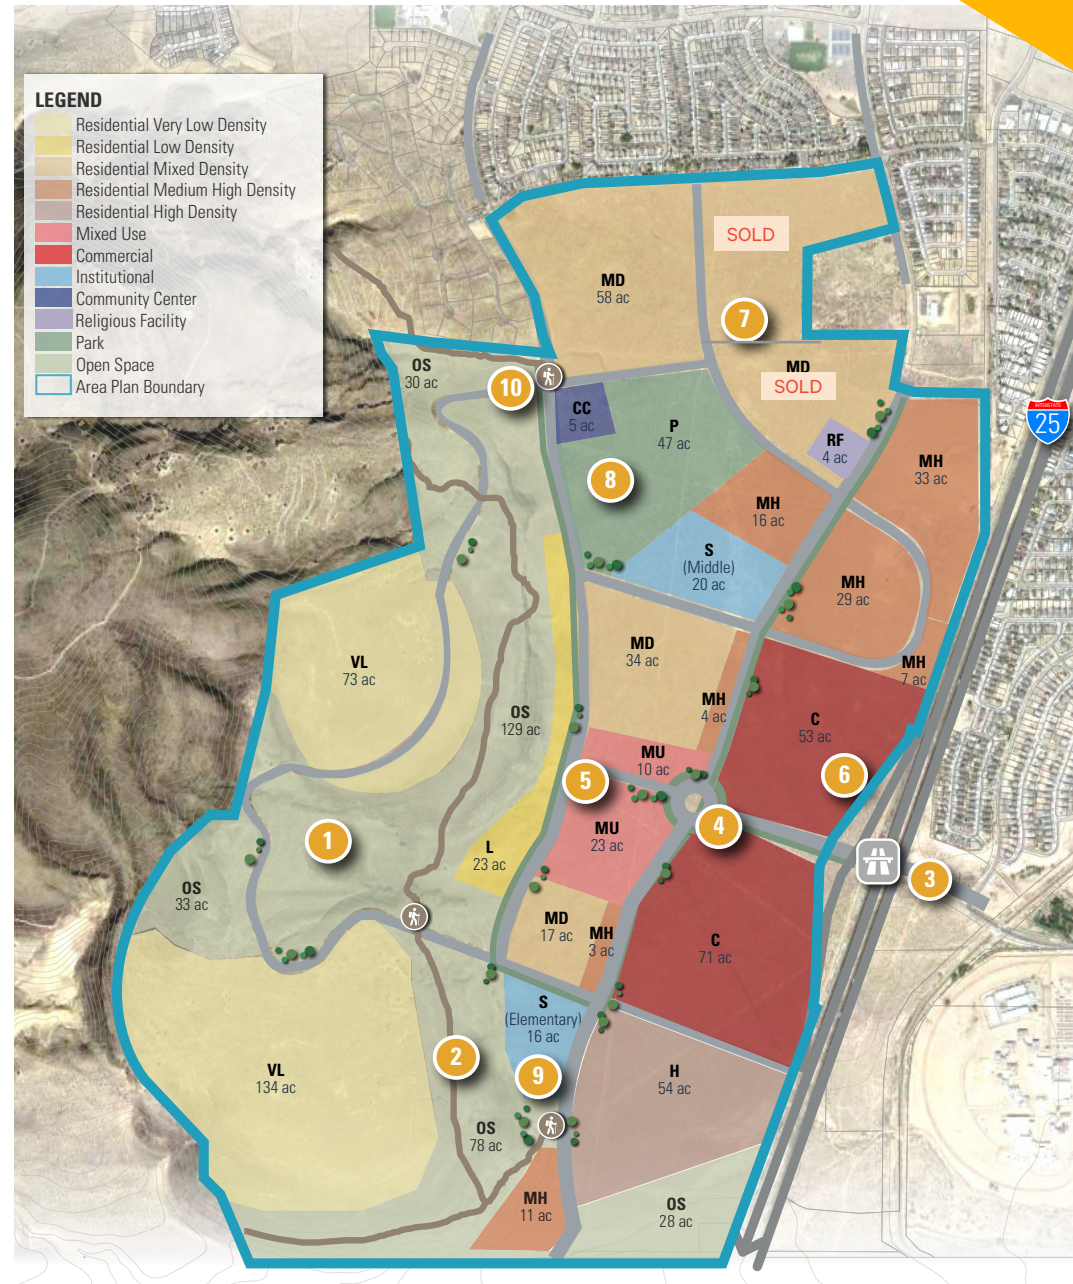 LEGEND
Residential Very Low Density
Residential Low Density
Residential Mixed Density
Residential Medium High Density
Residential High Density
Mixed Use
Commercial
Institutional
Community Center
Religious Facility
Park
Open Space
Area Plan Boundary
SOLD
MD
58 ac
7
OS
30 ac
10
MD
SOLD
INTERSTATE
25
CC
5 ac
P
47 ac
RF
4 ac
MH
33 ac
8
MH
16 ac
S
(Middle)
20 ac
MH
29 ac
MD
34 ac
VL
73 ac
MH
7 ac
MH
4 ac
OS
129 ac
C
53 ac
MU
10 ac
6
5
4
1
MU
23 ac
L
23 ac
3
OS
33 ac
MD
17 ac
MH
3 ac
C
71 ac
S
(Elementary)
16 ac
2
9
VL
134 ac
H
54 ac
OS
78 ac
MH
11 ac
OS
28 ac